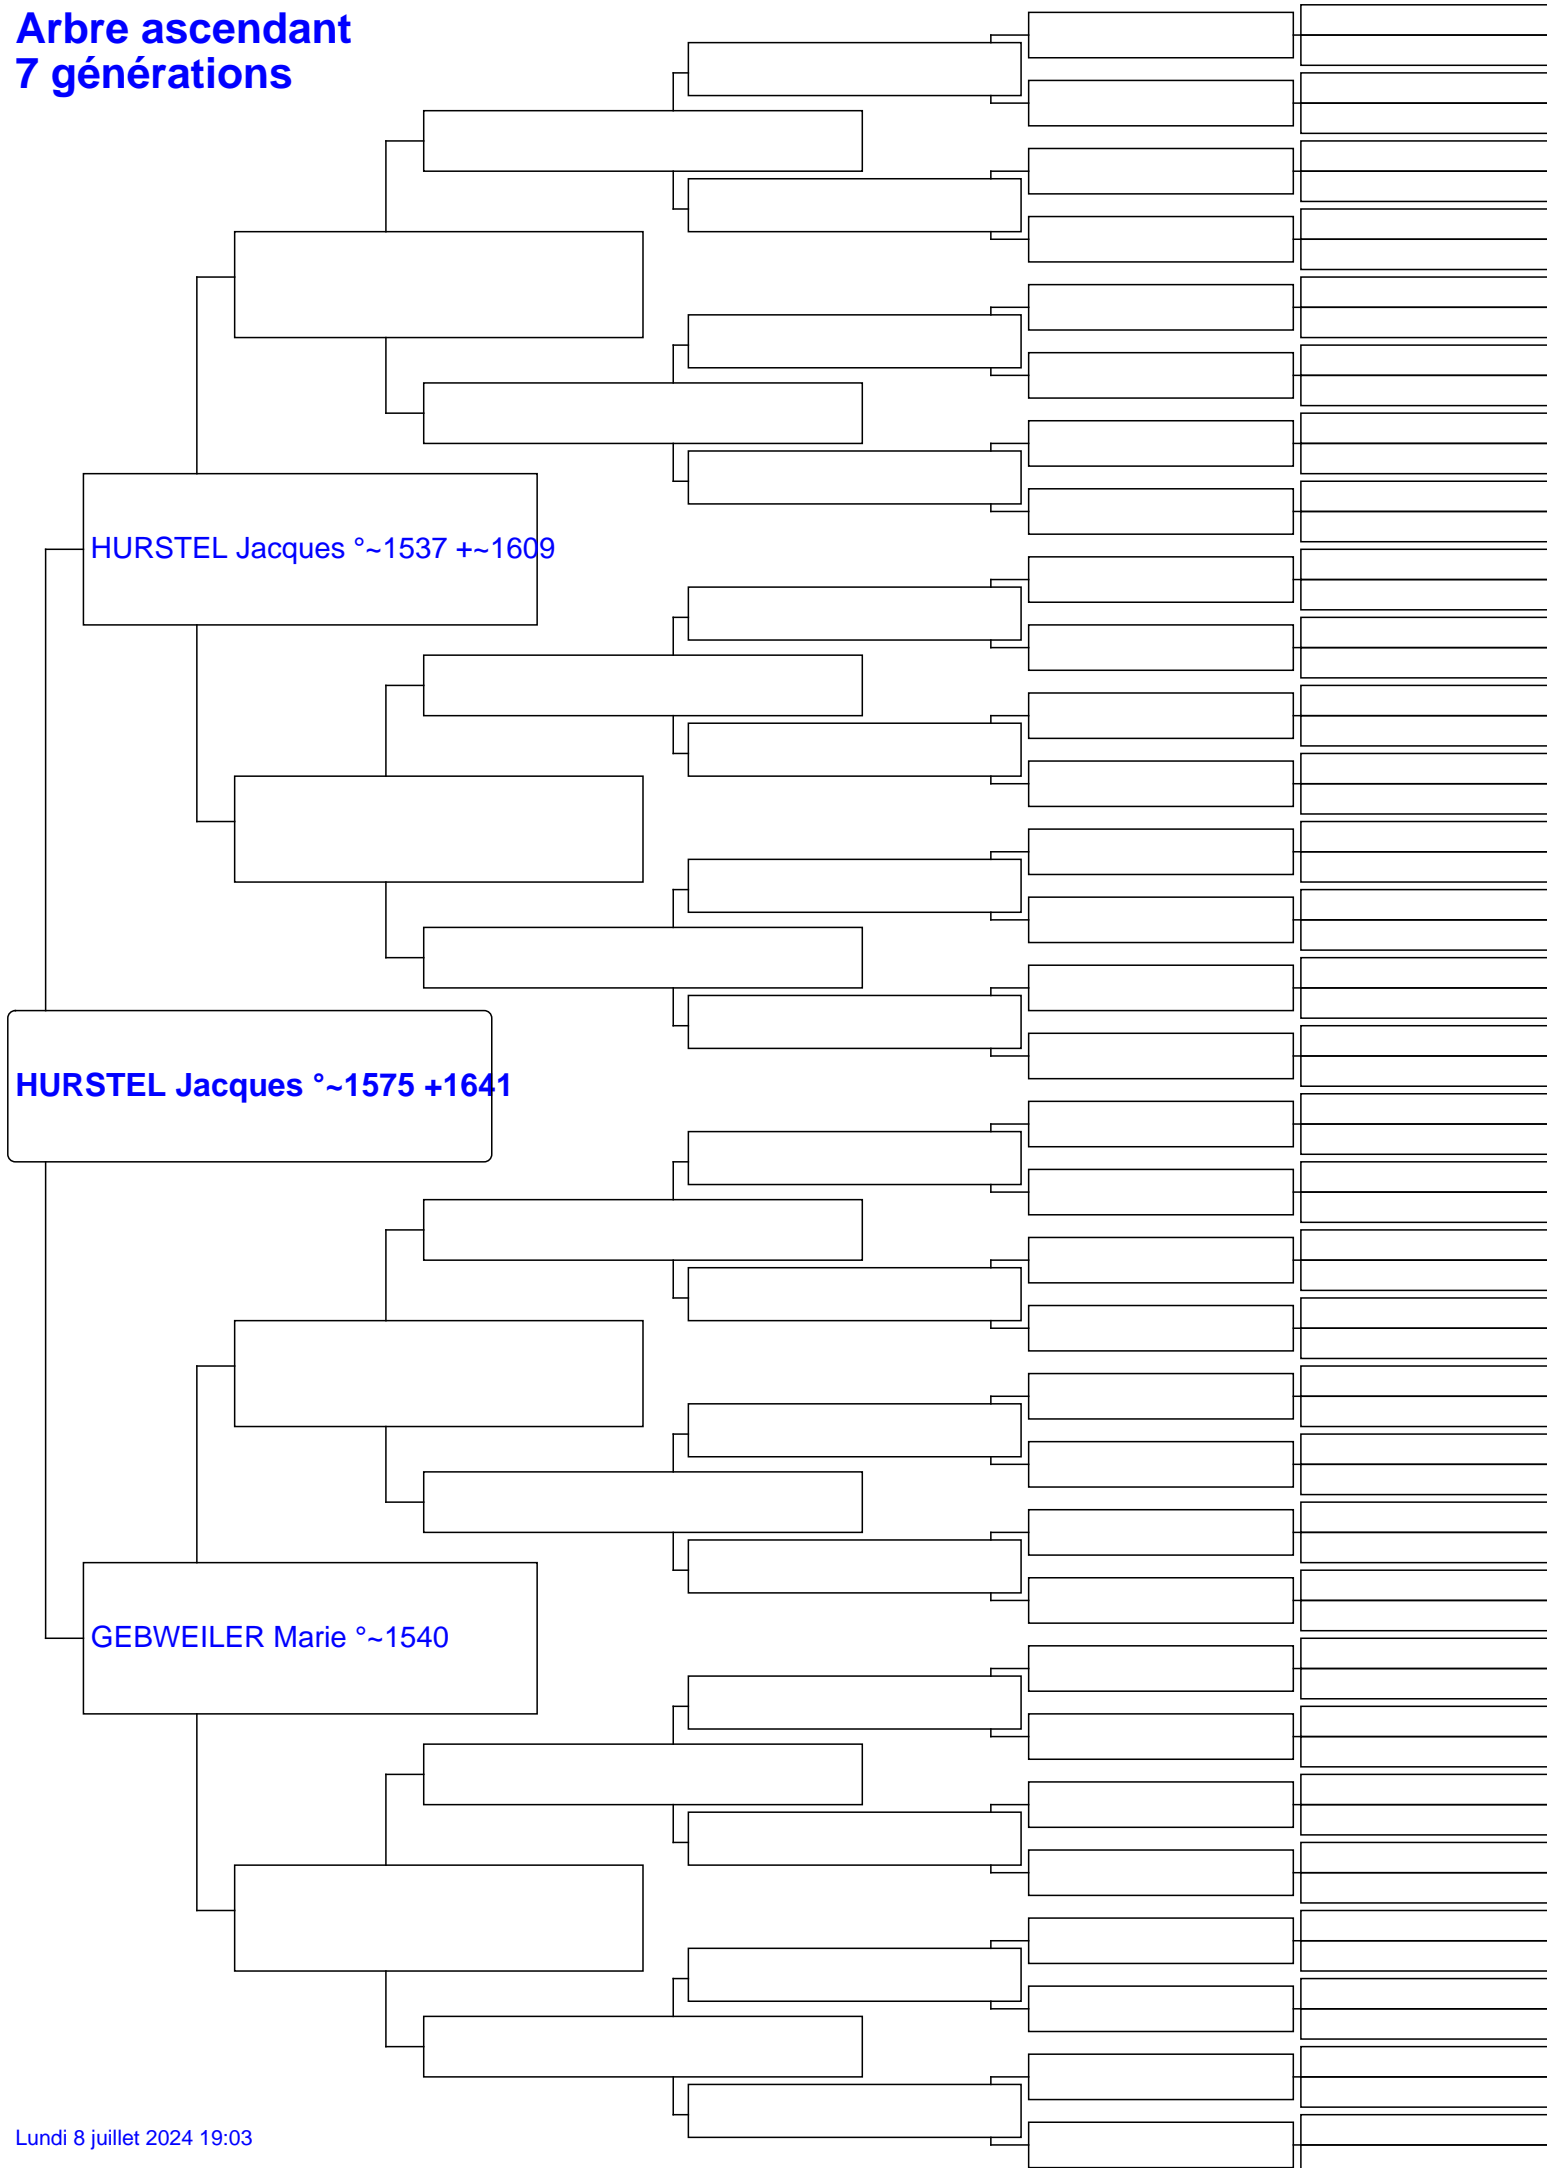 Arbre ascendant
7 générations
HURSTEL Jacques °~1537 +~1609
HURSTEL Jacques °~1575 +1641
GEBWEILER Marie °~1540
Lundi 8 juillet 2024 19:03